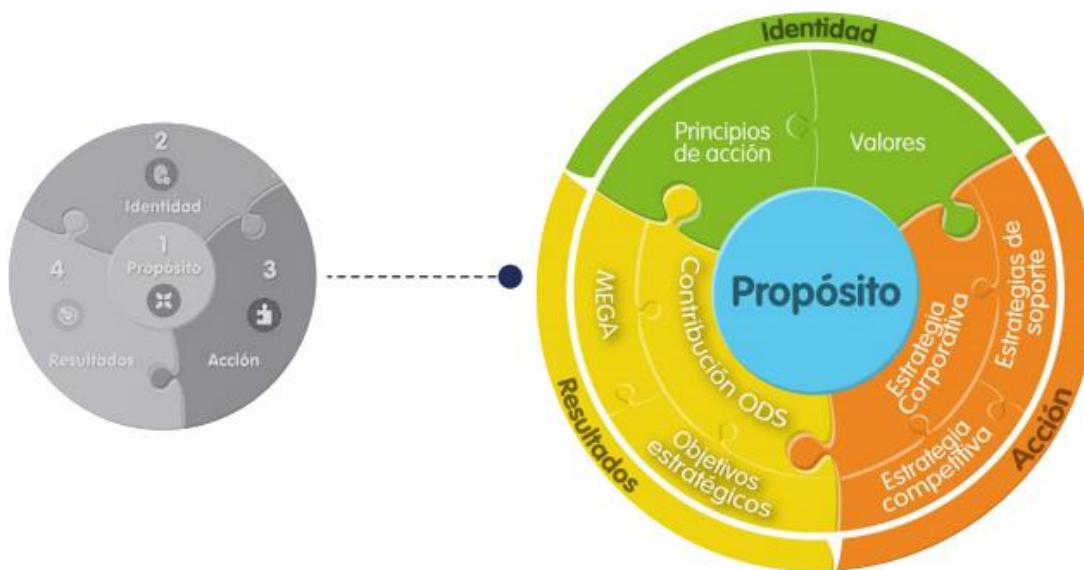 2
Identidad
1
Propósito
4
Resultados
3
Acción
Identidad
Principios
de acción
Valores
Propósito
MEGA
Contribución ODS
Objetivos
estratégicos
Resultados
Estrategia
Corporativa
Estrategias de
soporte
Estrategia
competitiva
Acción